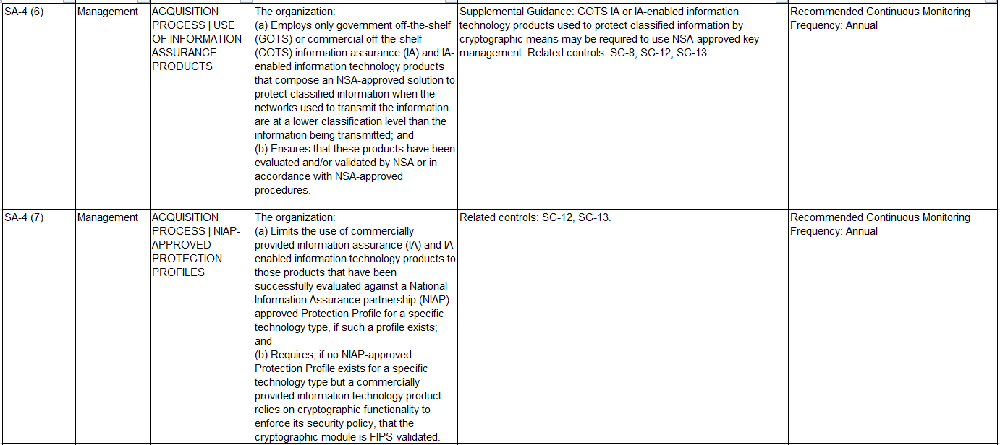 SA-4 (6)
Management
ACQUISITION
PROCESS | USE
OF INFORMATION
ASSURANCE
PRODUCTS
The organization:
(a) Employs only government off-the-shelf
(GOTS) or commercial off-the-shelf
(COTS) information assurance (IA) and IA-
enabled information technology products
that compose an NSA-approved solution to
protect classified information when the
networks used to transmit the information
are at a lower classification level than the
information being transmitted; and
(b) Ensures that these products have been
evaluated and/or validated by NSA or in
accordance with NSA-approved
procedures.
Supplemental Guidance: COTS IA or IA-enabled information
technology products used to protect classified information by
cryptographic means may be required to use NSA-approved key
management. Related controls: SC-8, SC-12, SC-13.
Recommended Continuous Monitoring
Frequency: Annual
SA-4 (7)
Management
ACQUISITION
PROCESS | NIAP-
APPROVED
PROTECTION
PROFILES
The organization:
(a) Limits the use of commercially
provided information assurance (IA) and IA-
enabled information technology products to
those products that have been
successfully evaluated against a National
Information Assurance partnership (NIAP)-
approved Protection Profile for a specific
technology type, if such a profile exists;
and
(b) Requires, if no NIAP-approved
Protection Profile exists for a specific
technology type but a commercially
provided information technology product
relies on cryptographic functionality to
enforce its security policy, that the
cryptographic module is FIPS-validated.
Related controls: SC-12, SC-13.
Recommended Continuous Monitoring
Frequency: Annual